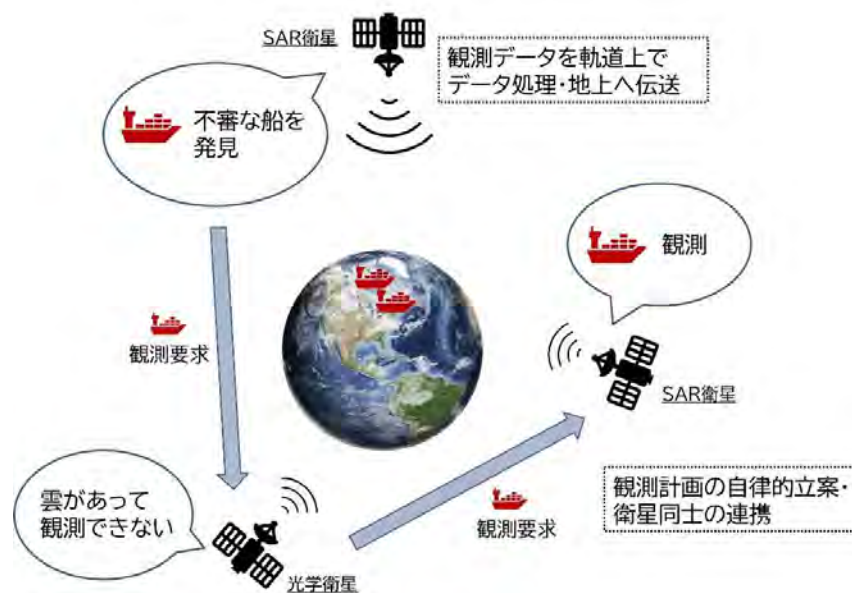 SAR衛星
観測データを軌道上で
データ処理・地上へ伝送
不審な船を
発見
観測
観測要求
SAR衛星
雲があって
観測できない
観測計画の自律的立案・
衛星同士の連携
観測要求
光学衛星